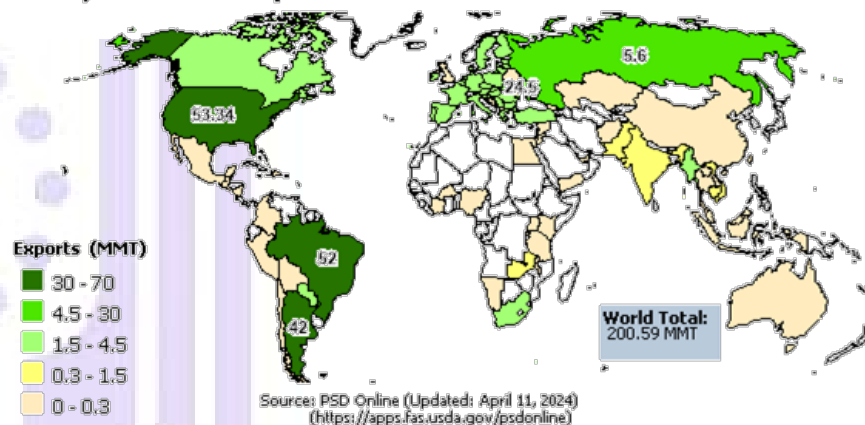 5.6
24.5
53.34
52
42
Exports (MMT)
30 - 70
4.5 - 30
1.5 - 4.5
0.3 - 1.5
0 - 0.3
World Total:
200.59 MMT
Source: PSD Online (Updated: April 11, 2024)
(https://apps.fas.usda.gov/psdonline)